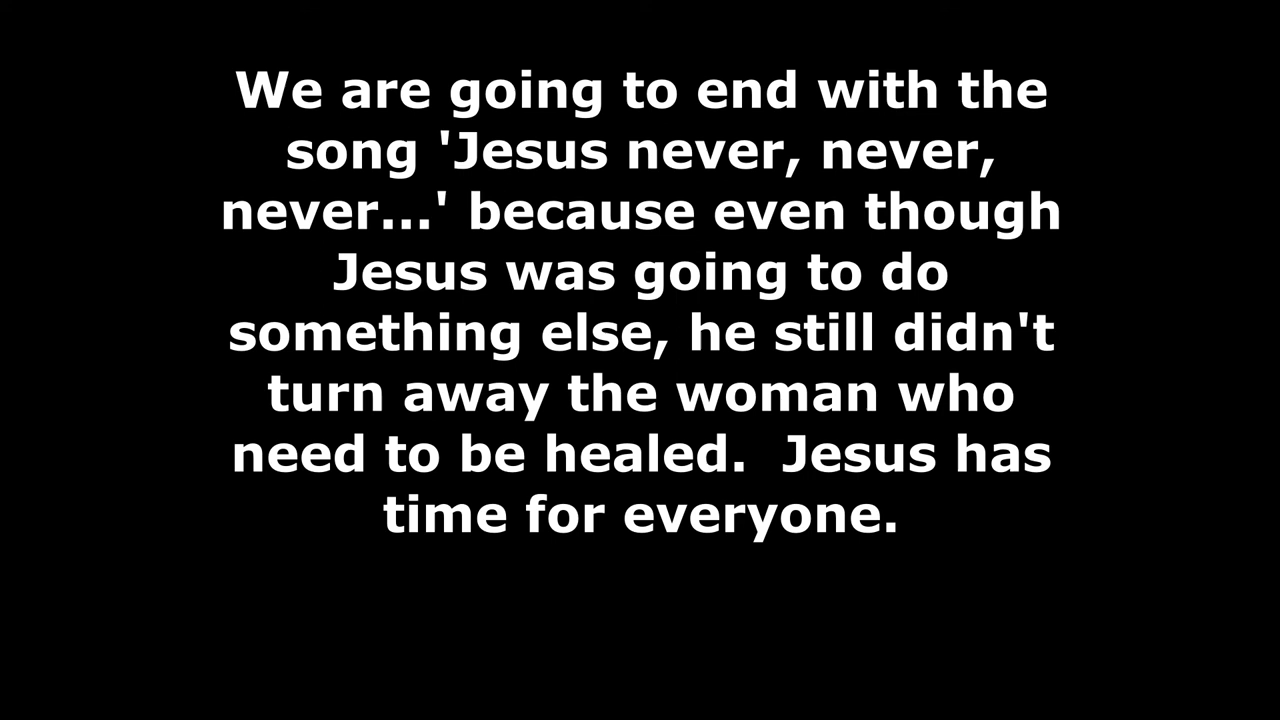 We are going to end with the
song 'Jesus never, never,
never...' because even though
Jesus was going to do
something else, he still didn't
turn away the woman who
need to be healed.  Jesus has
time for everyone.